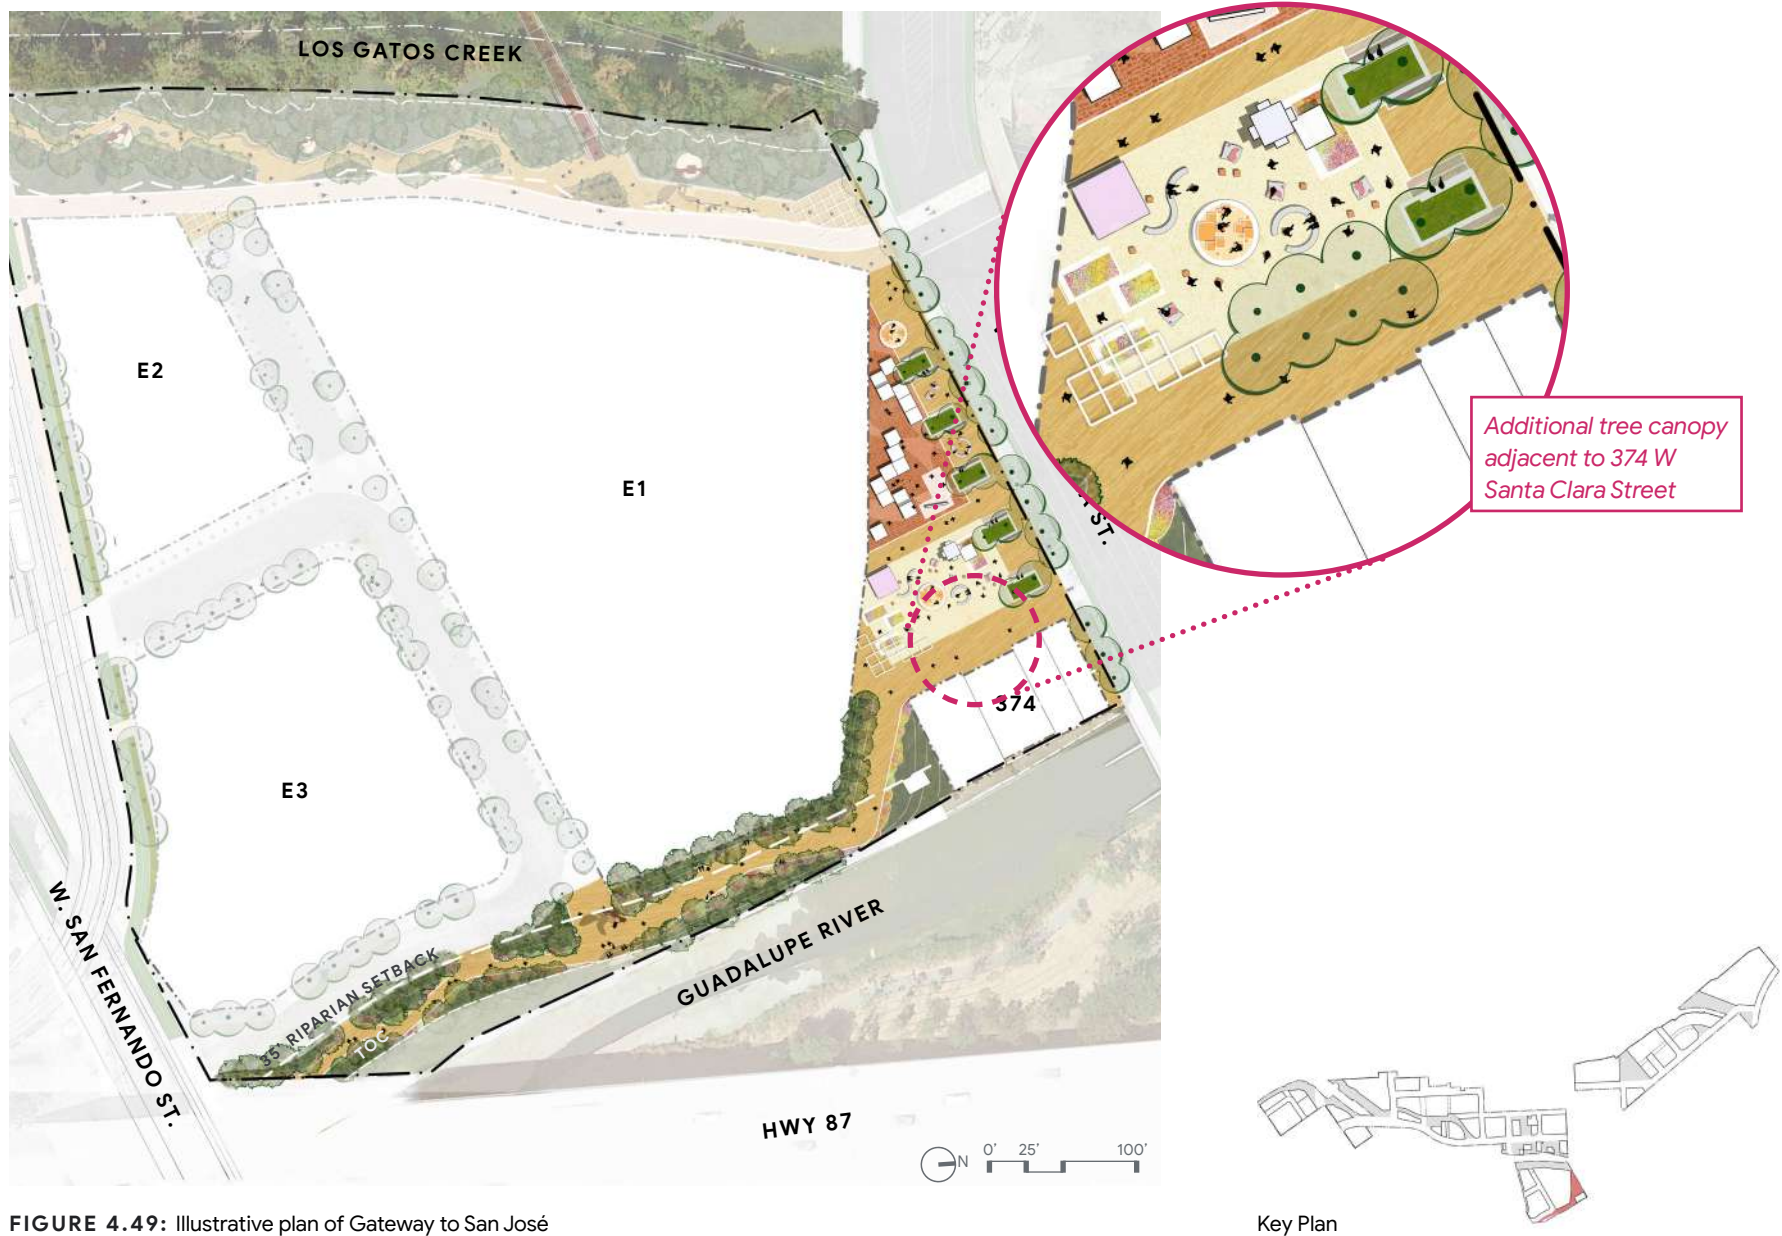 LOS GATOS CREEK
E2
E1
Additional tree canopy
adjacent to 374 W
Santa Clara Street
ST.
374
E3
W. SAN FERNANDO ST.
35' RIPARIAN SETBACK
TOC
GUADALUPE RIVER
HWY 87
N
0' 25' 100'
FIGURE 4.49: Illustrative plan of Gateway to San José
Key Plan